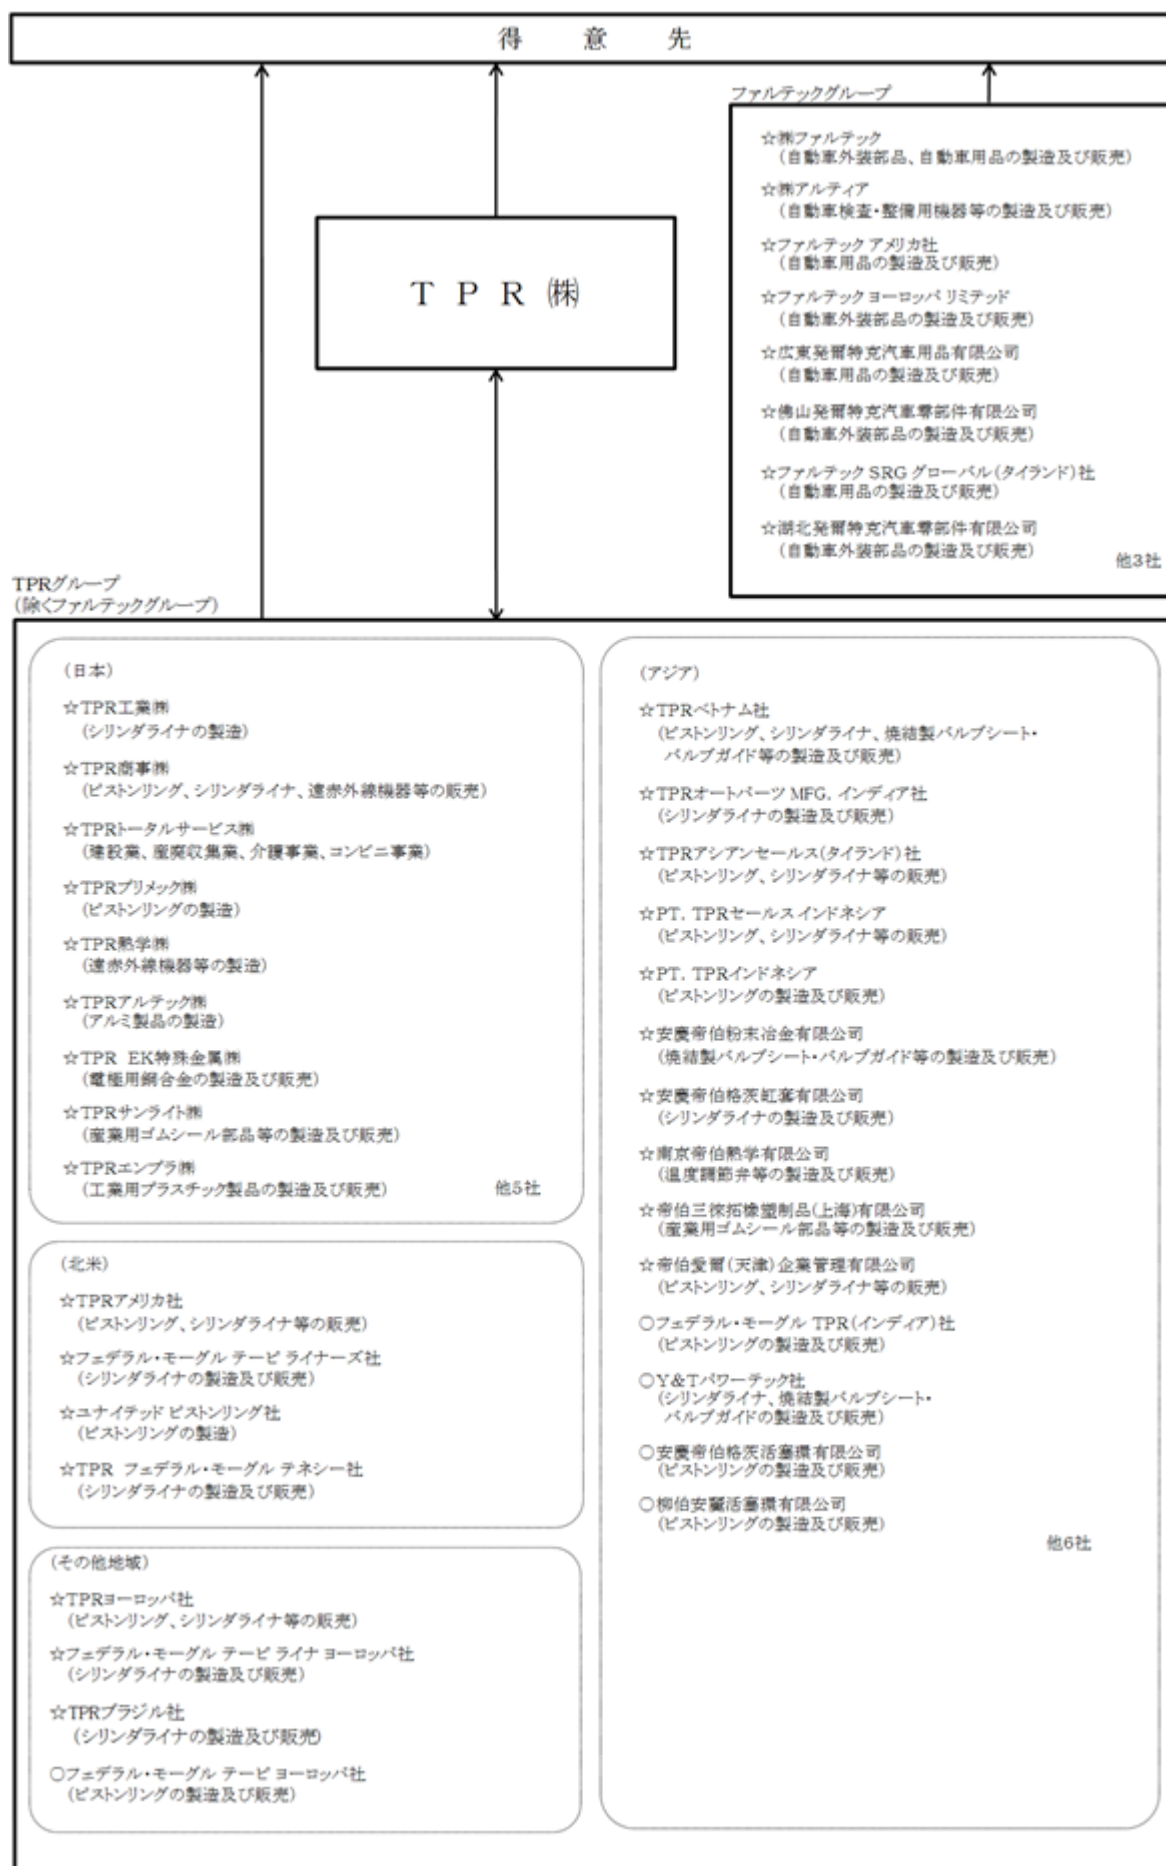 得意先
ファルテックグループ
☆㈱ファルテック
(自動車外装部品、自動車用品の製造及び販売)
☆㈱アルティア
(自動車検査・整備用機器等の製造及び販売)
☆ファルテック アメリカ社
(自動車用品の製造及び販売)
☆ファルテック ヨーロッパ リミテッド
(自動車外装部品の製造及び販売)
☆広東発爾特克汽車用品有限公司
(自動車用品の製造及び販売)
☆佛山発爾特克汽車零部件有限公司
(自動車外装部品の製造及び販売)
☆ファルテック SRG グローバル(タイランド)社
(自動車用品の製造及び販売)
☆湖北発爾特克汽車零部件有限公司
(自動車外装部品の製造及び販売)
他3社
TPR㈱
TPRグループ
(除くファルテックグループ)
(日本)
☆TPR工業㈱
(シリンダライナの製造)
☆TPR商事㈱
(ピストンリング、シリンダライナ、遠赤外線機器等の販売)
☆TPRトータルサービス㈱
(建設業、産廃収集業、介護事業、コンビニ事業)
☆TPRプリメック㈱
(ピストンリングの製造)
☆TPR熱学㈱
(遠赤外線機器等の製造)
☆TPRアルテック㈱
(アルミ製品の製造)
☆TPR EK特殊金属㈱
(電極用銅合金の製造及び販売)
☆TPRサンライト㈱
(産業用ゴムシール部品等の製造及び販売)
☆TPRエンプラ㈱
(工業用プラスチック製品の製造及び販売)
他5社
(北米)
☆TPRアメリカ社
(ピストンリング、シリンダライナ等の販売)
☆フェデラル・モーグル テーピ ライナーズ社
(シリンダライナの製造及び販売)
☆ユナイテッド ピストンリング社
(ピストンリングの製造)
☆TPR フェデラル・モーグル テネシー社
(シリンダライナの製造及び販売)
(その他地域)
☆TPRヨーロッパ社
(ピストンリング、シリンダライナ等の販売)
☆フェデラル・モーグル テーピ ライナ ヨーロッパ社
(シリンダライナの製造及び販売)
☆TPRブラジル社
(シリンダライナの製造及び販売)
○フェデラル・モーグル テーピ ヨーロッパ社
(ピストンリングの製造及び販売)
(アジア)
☆TPRベトナム社
(ピストンリング、シリンダライナ、焼結製バルブシート・
バルブガイド等の製造及び販売)
☆TPRオートパーツ MFG. インディア社
(シリンダライナの製造及び販売)
☆TPRアシアンセールス(タイランド)社
(ピストンリング、シリンダライナ等の販売)
☆PT. TPRセールス インドネシア
(ピストンリング、シリンダライナ等の販売)
☆PT. TPRインドネシア
(ピストンリングの製造及び販売)
☆安慶帝伯粉末冶金有限公司
(焼結製バルブシート・バルブガイド等の製造及び販売)
☆安慶帝伯格茨缸套有限公司
(シリンダライナの製造及び販売)
☆南京帝伯熱学有限公司
(温度調節弁等の製造及び販売)
☆帝伯三徠拓橡塑制品(上海)有限公司
(産業用ゴムシール部品等の製造及び販売)
☆帝伯愛爾(天津)企業管理有限公司
(ピストンリング、シリンダライナ等の販売)
○フェデラル・モーグル TPR(インディア)社
(ピストンリングの製造及び販売)
○Y&Tパワーテック社
(シリンダライナ、焼結製バルブシート・
バルブガイドの製造及び販売)
○安慶帝伯格茨活塞環有限公司
(ピストンリングの製造及び販売)
○柳伯安麗活塞環有限公司
(ピストンリングの製造及び販売)
他6社